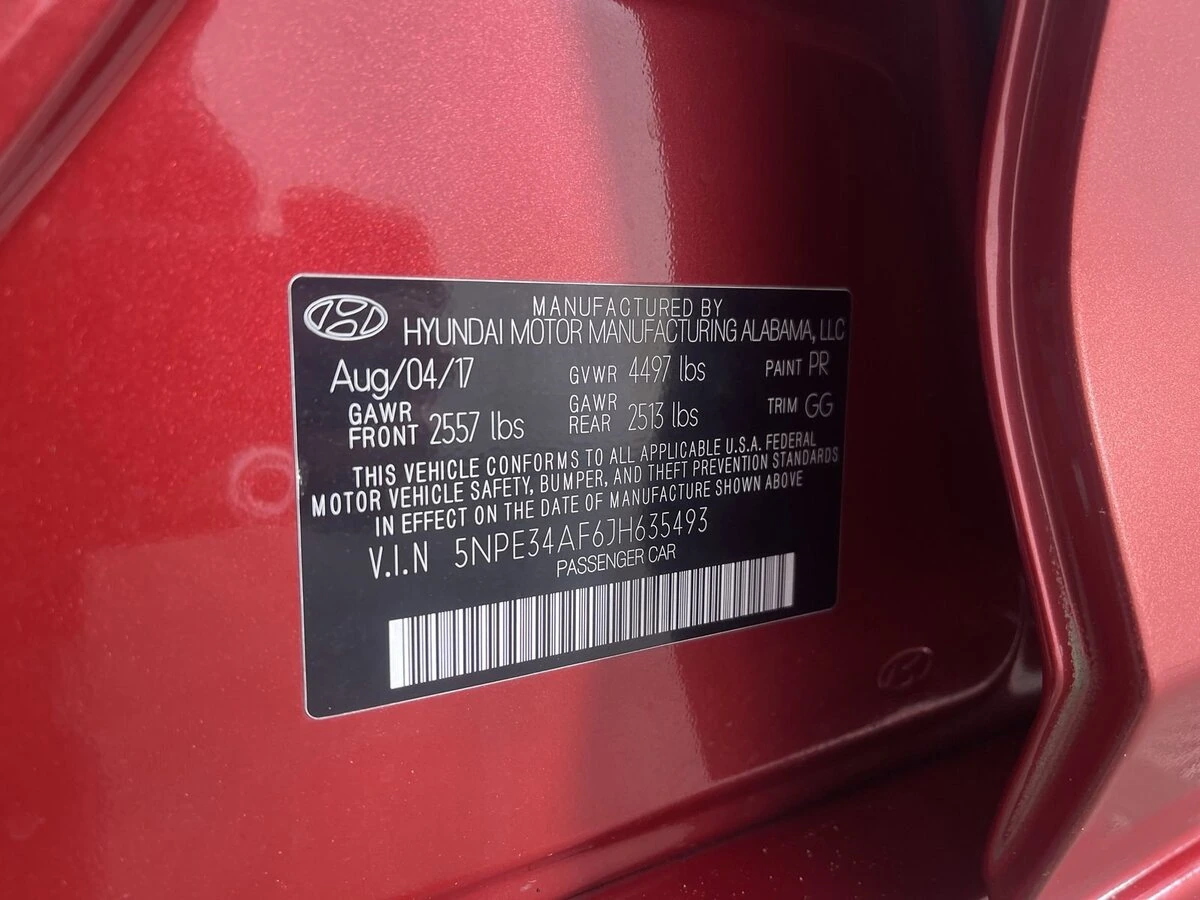 MANUFACTURED BY
HYUNDAI MOTOR MANUFACTURING ALABAMA, LLC
Aug/04/17 GVWR 4497 lbs PAINT PR
GAWR FRONT 2557 lbs GAWR REAR 2513 lbs TRIM GG
THIS VEHICLE CONFORMS TO ALL APPLICABLE U.S.A. FEDERAL
MOTOR VEHICLE SAFETY, BUMPER, AND THEFT PREVENTION STANDARDS
IN EFFECT ON THE DATE OF MANUFACTURE SHOWN ABOVE
V.I.N 5NPE34AF6JH635493
PASSENGER CAR